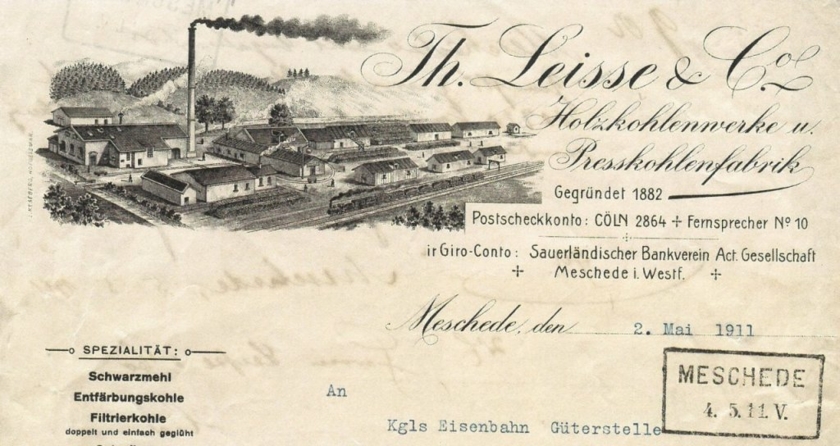 Th. Leisse & Co.
Holzkohlenwerke u.
Presskohlenfabrik
Gegründet 1882
Postscheckkonto: CÖLN 2864 ✢ Fernsprecher No 10
ir Giro-Conto: Sauerländischer Bankverein Act. Gesellschaft
✢ Meschede i. Westf. ✢
Meschede, den 2. Mai 1911
SPEZIALITÄT:
Schwarzmehl
Entfärbungskohle
Filtrierkohle
doppelt und einfach geglüht
An
Kgls Eisenbahn Güterstelle
MESCHEDE
4. 5. 11. V.